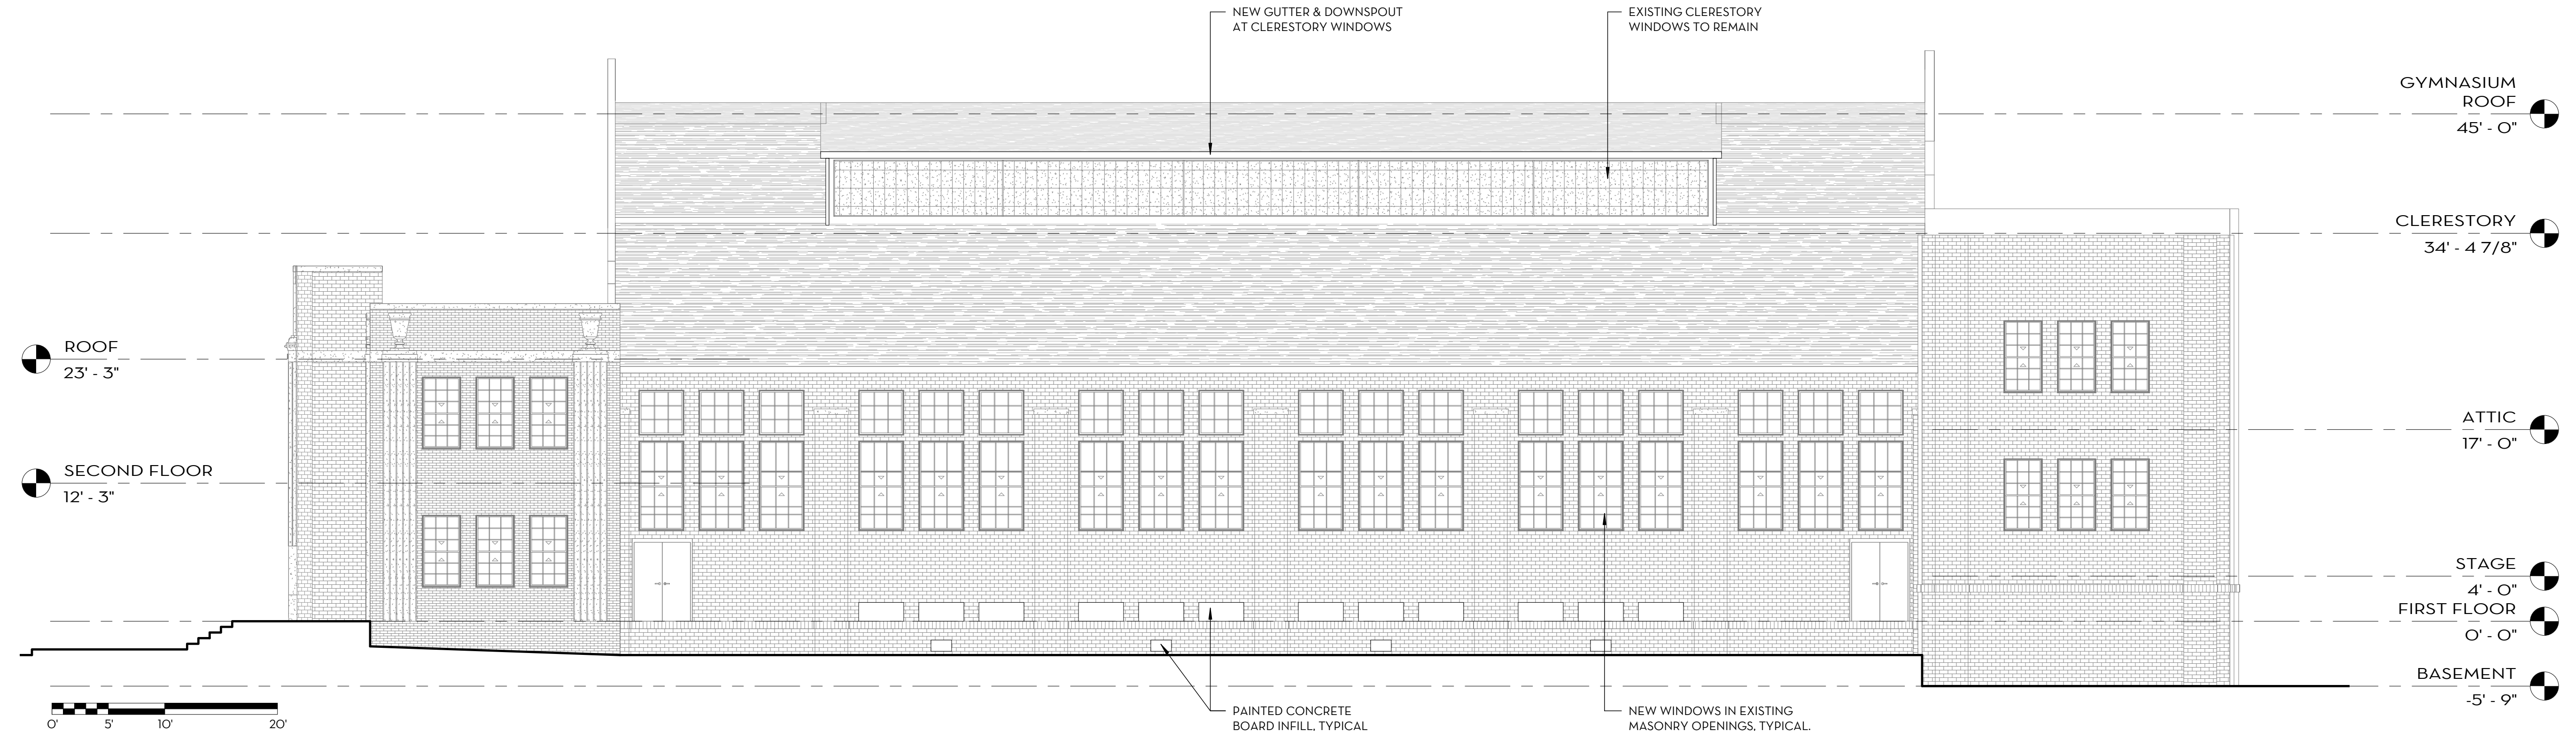 NEW GUTTER & DOWNSPOUT
AT CLERESTORY WINDOWS
EXISTING CLERESTORY
WINDOWS TO REMAIN
GYMNASIUM
ROOF
45' - 0"
CLERESTORY
34' - 4 7/8"
ROOF
23' - 3"
ATTIC
17' - 0"
SECOND FLOOR
12' - 3"
STAGE
4' - 0"
FIRST FLOOR
0' - 0"
BASEMENT
-5' - 9"
0' 5' 10' 20'
PAINTED CONCRETE
BOARD INFILL, TYPICAL
NEW WINDOWS IN EXISTING
MASONRY OPENINGS, TYPICAL.